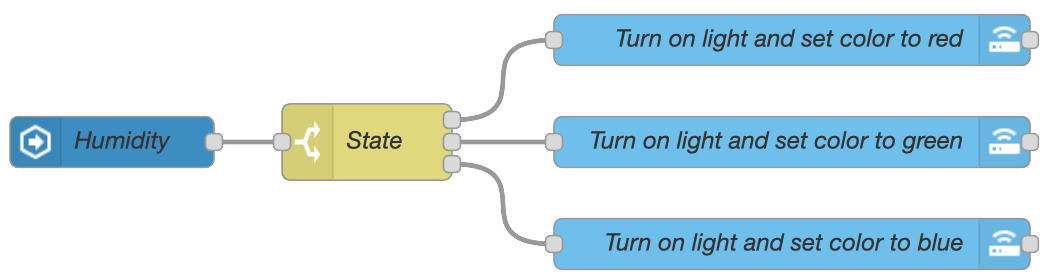 Turn on light and set color to red
Humidity
State
Turn on light and set color to green
Turn on light and set color to blue